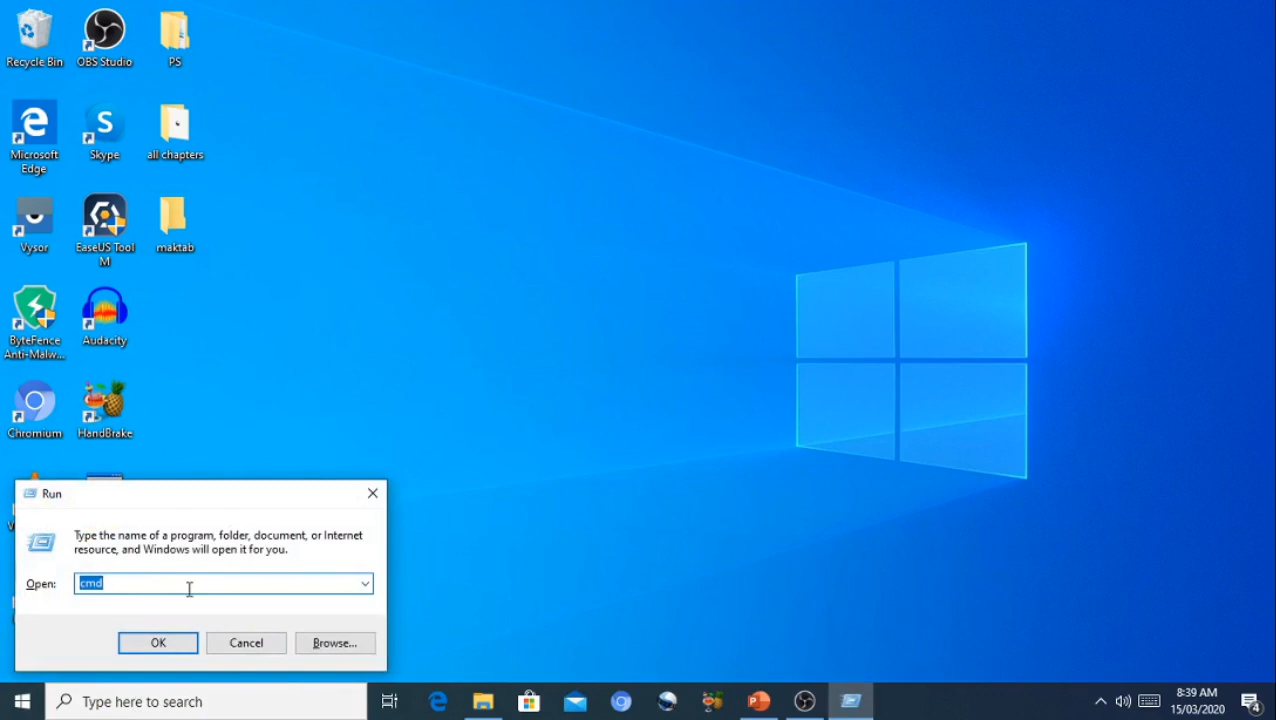 Recycle Bin
OBS Studio
PS
Microsoft
Edge
Skype
all chapters
Vysor
EaseUS Tool
M
maktab
ByteFence
Anti-Malw...
Audacity
Chromium
HandBrake
Run
Type the name of a program, folder, document, or Internet
resource, and Windows will open it for you.
Open:
cmd
OK
Cancel
Browse...
Type here to search
8:39 AM
15/03/2020
4